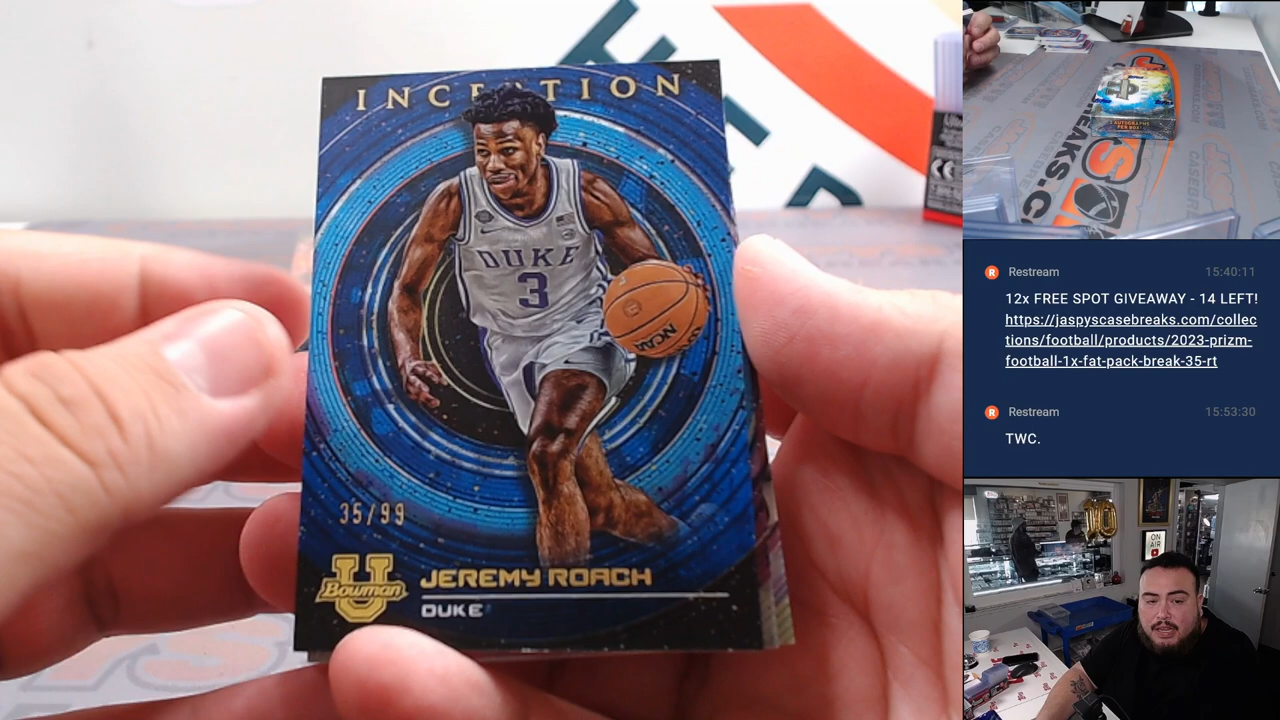 INCEPTION
DUKE
3
NCAA
35/99
U
Bowman
JEREMY ROACH
DUKE
Restream
15:40:11
12x FREE SPOT GIVEAWAY - 14 LEFT!
https://jaspyscasebreaks.com/collec
tions/football/products/2023-prizm-
football-1x-fat-pack-break-35-rt
Restream
15:53:30
TWC.
ON
AIR